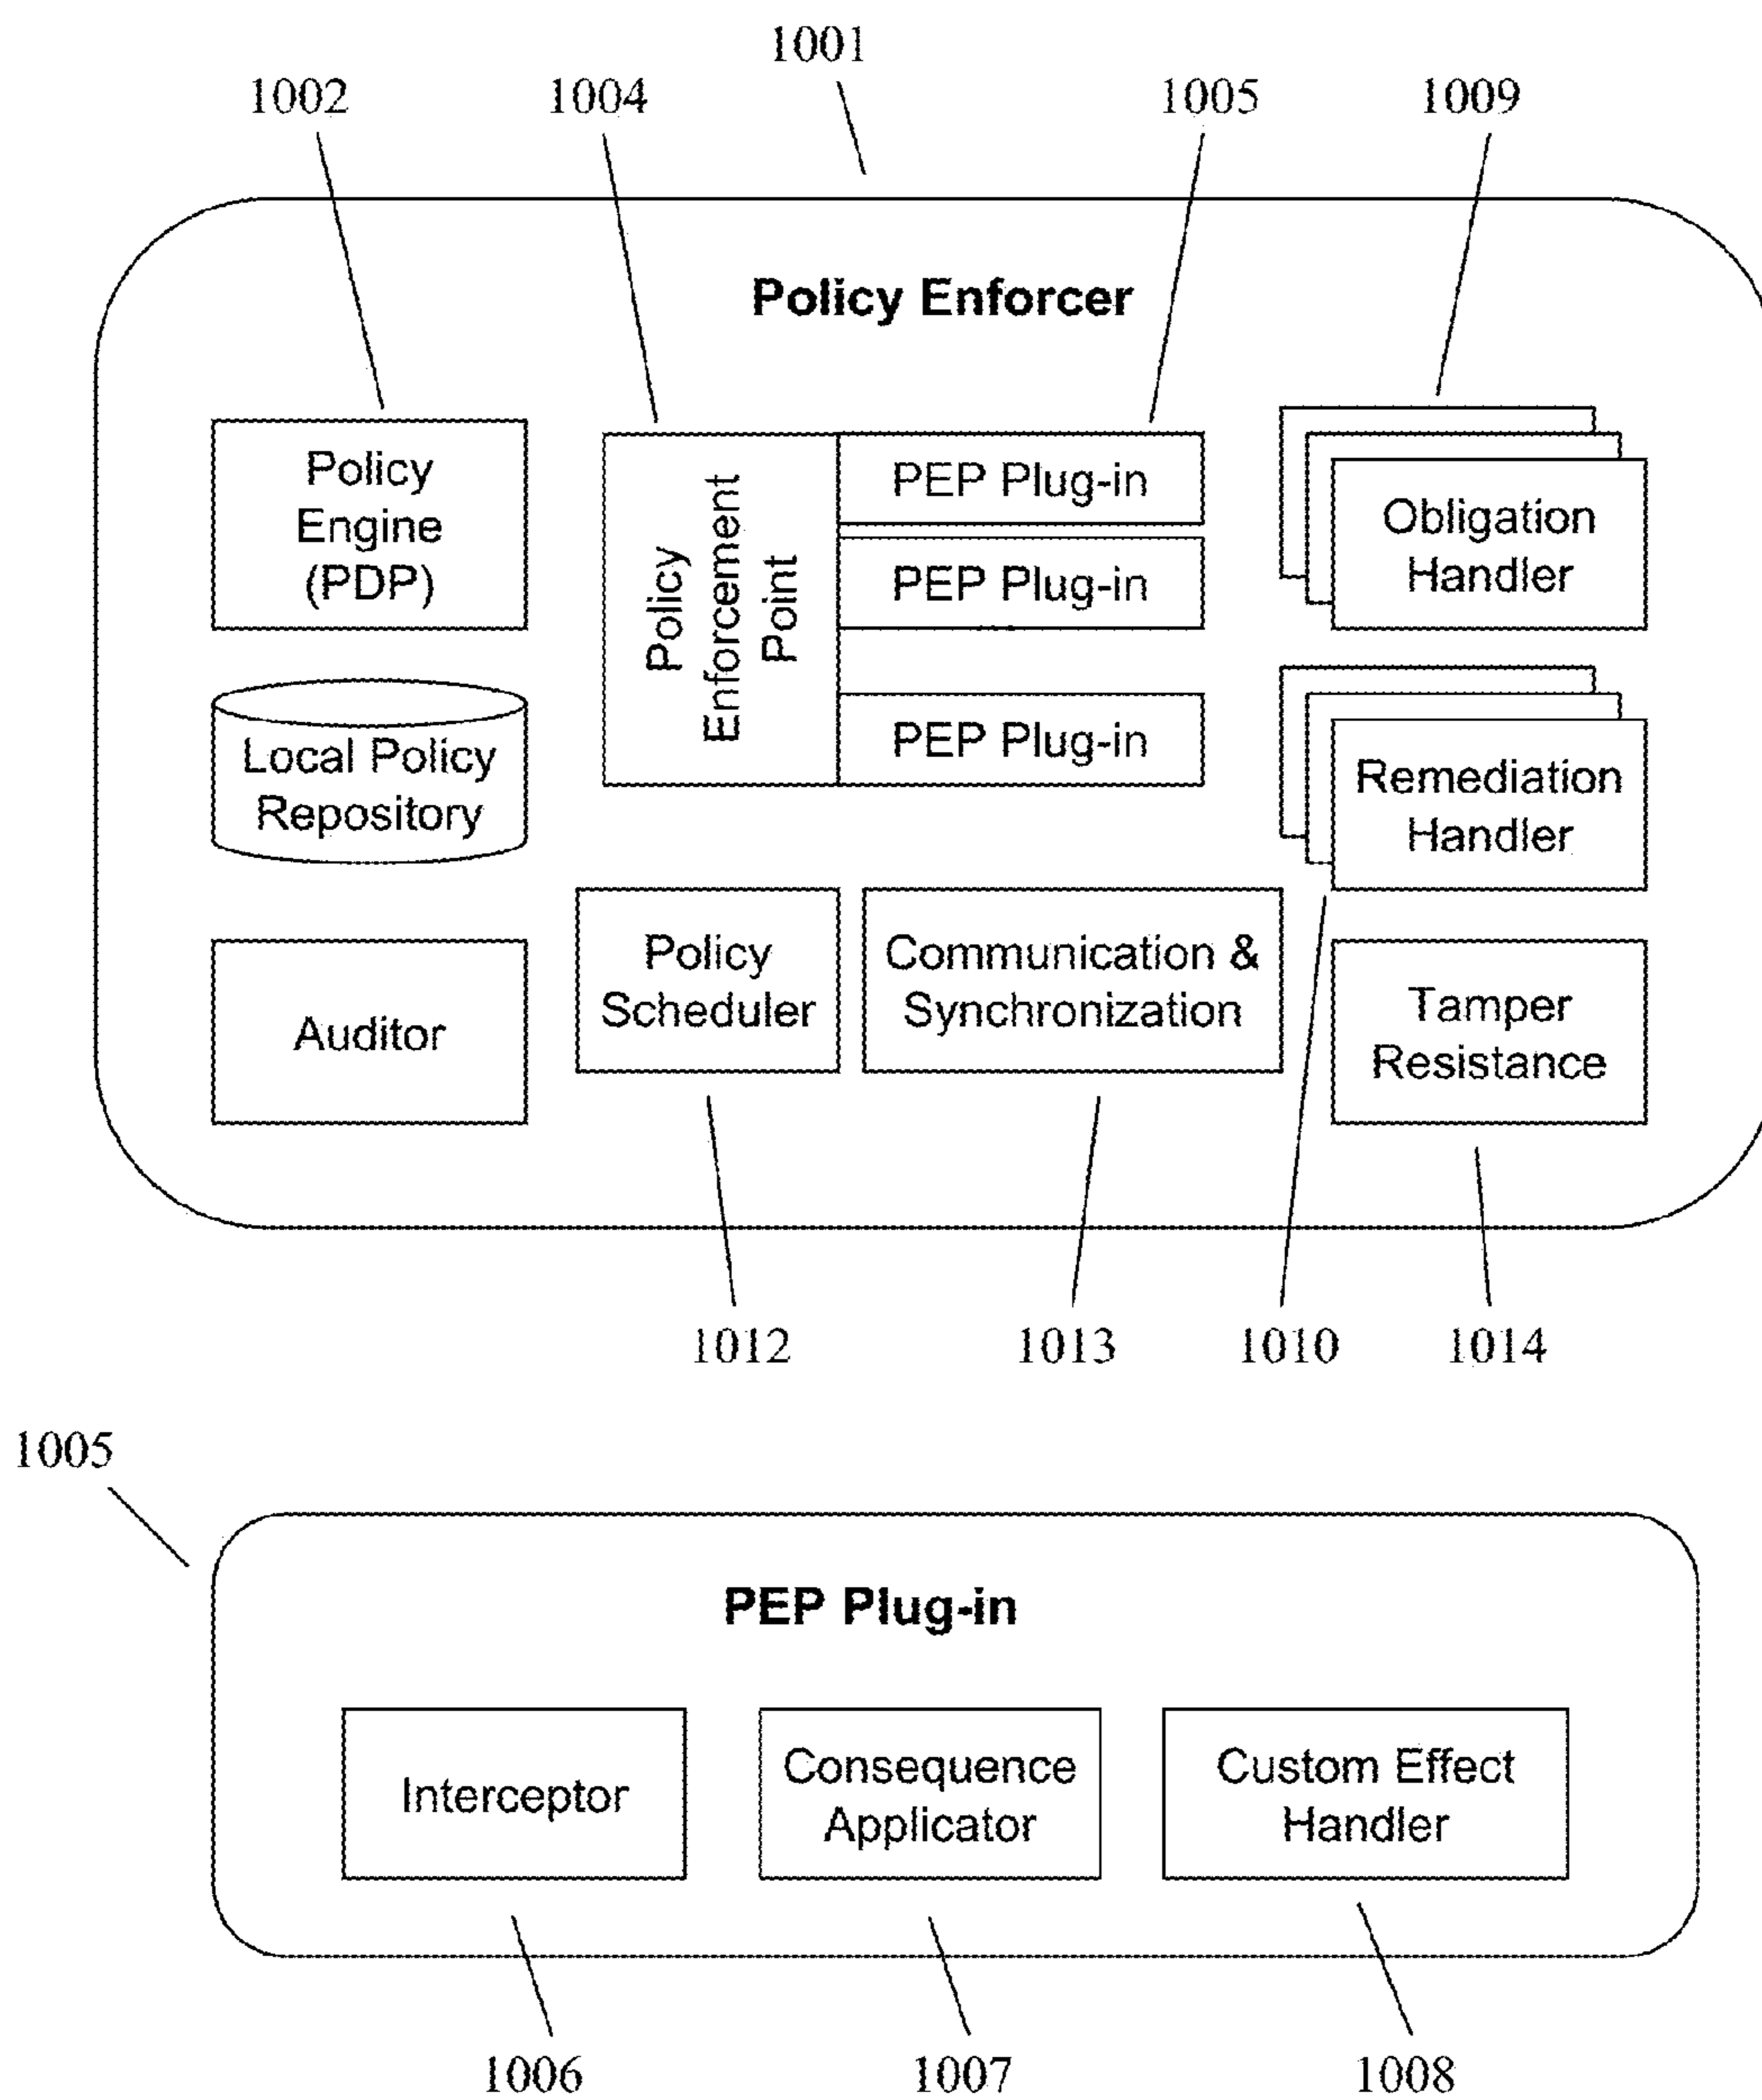 1001
1002
1004
1005
1009
Policy Enforcer
Policy
Engine
(PDP)
Policy
Enforcement
Point
PEP Plug-in
PEP Plug-in
PEP Plug-in
Obligation
Handler
Local Policy
Repository
Remediation
Handler
Auditor
Policy
Scheduler
Communication &
Synchronization
Tamper
Resistance
1012
1013
1010
1014
1005
PEP Plug-in
Interceptor
Consequence
Applicator
Custom Effect
Handler
1006
1007
1008